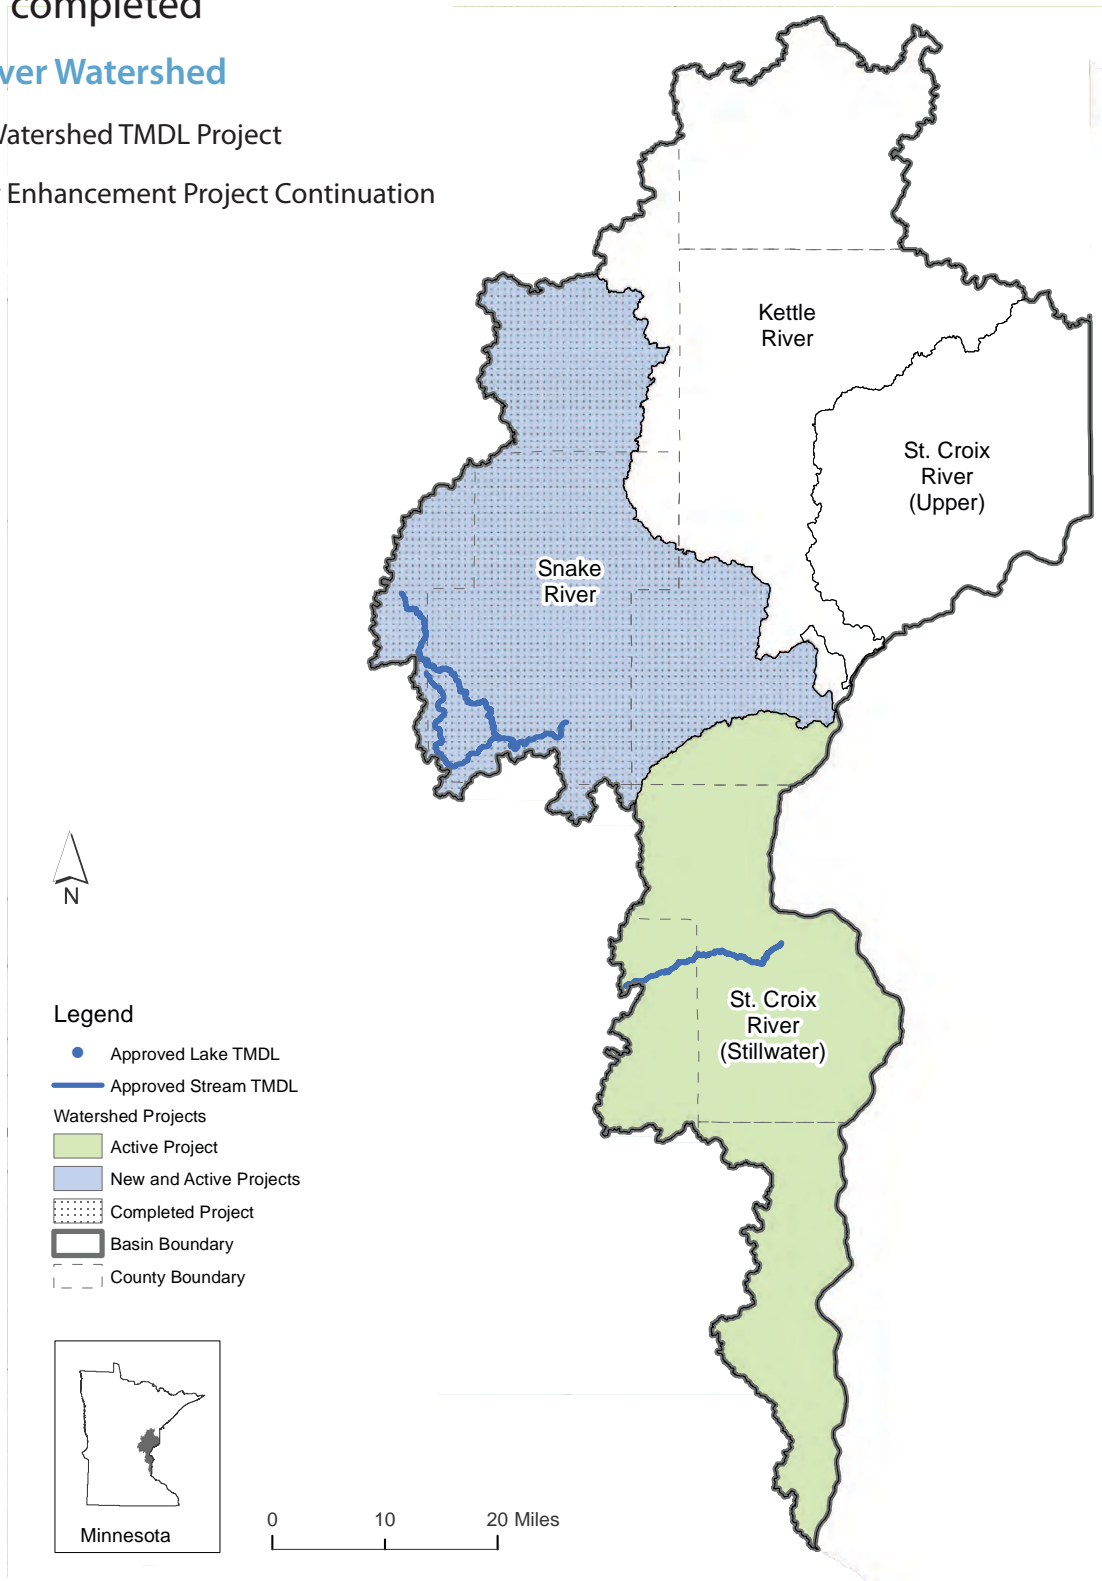 completed
ver Watershed
Watershed TMDL Project
Enhancement Project Continuation
Kettle
River
St. Croix
River
(Upper)
Snake
River
N
St. Croix
River
(Stillwater)
Legend
Approved Lake TMDL
Approved Stream TMDL
Watershed Projects
Active Project
New and Active Projects
Completed Project
Basin Boundary
County Boundary
Minnesota
0 10 20 Miles